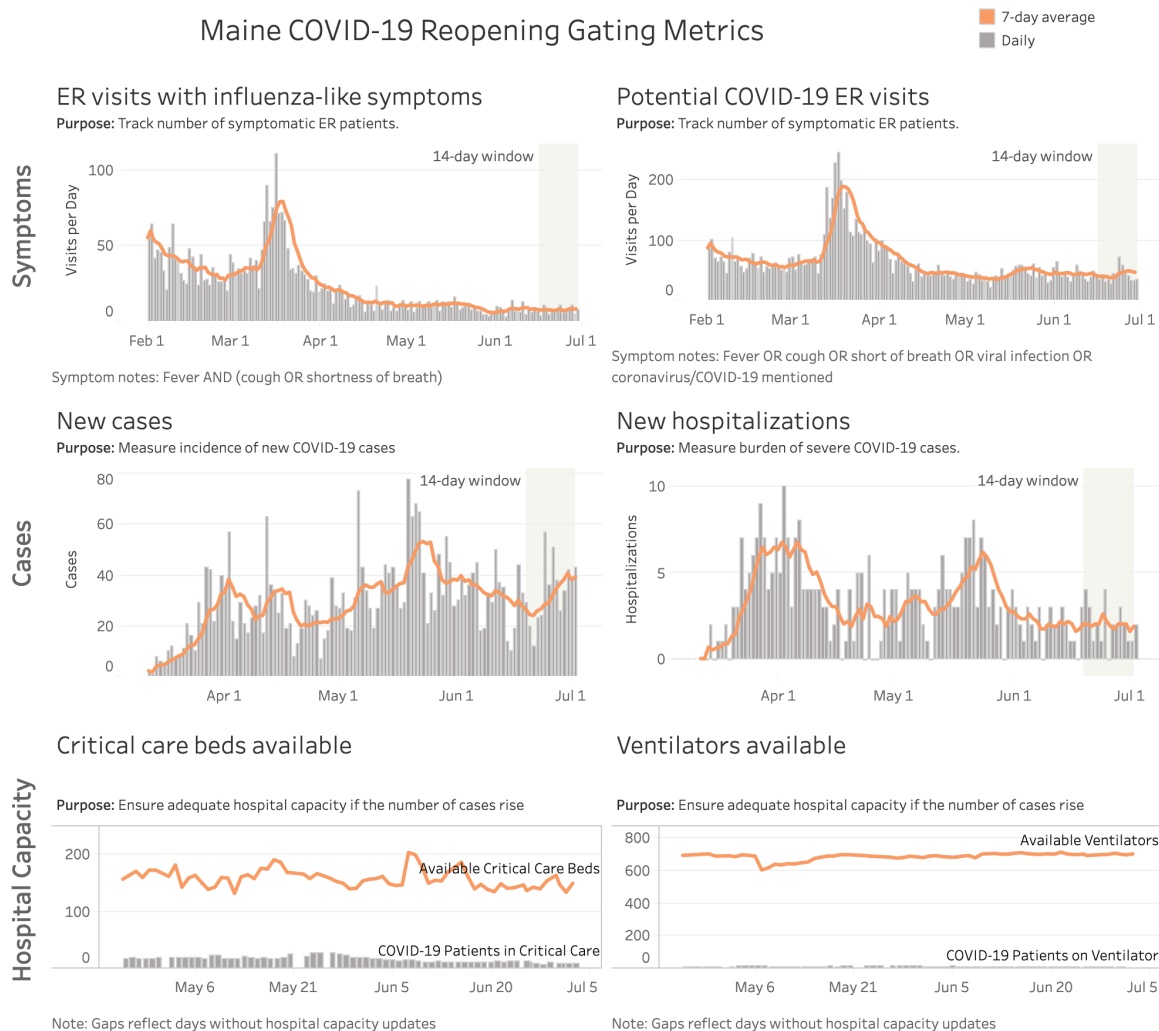 Maine COVID-19 Reopening Gating Metrics
7-day average
Daily
Symptoms
ER visits with influenza-like symptoms
Purpose: Track number of symptomatic ER patients.
14-day window
Visits per Day
100
50
0
Feb 1
Mar 1
Apr 1
May 1
Jun 1
Jul 1
Symptom notes: Fever AND (cough OR shortness of breath)
Potential COVID-19 ER visits
Purpose: Track number of symptomatic ER patients.
14-day window
Visits per Day
200
100
0
Feb 1
Mar 1
Apr 1
May 1
Jun 1
Jul 1
Symptom notes: Fever OR cough OR short of breath OR viral infection OR
coronavirus/COVID-19 mentioned
Cases
New cases
Purpose: Measure incidence of new COVID-19 cases
14-day window
Cases
80
60
40
20
0
Apr 1
May 1
Jun 1
Jul 1
New hospitalizations
Purpose: Measure burden of severe COVID-19 cases.
14-day window
Hospitalizations
10
5
0
Apr 1
May 1
Jun 1
Jul 1
Hospital Capacity
Critical care beds available
Purpose: Ensure adequate hospital capacity if the number of cases rise
200
100
0
Available Critical Care Beds
COVID-19 Patients in Critical Care
May 6
May 21
Jun 5
Jun 20
Jul 5
Note: Gaps reflect days without hospital capacity updates
Ventilators available
Purpose: Ensure adequate hospital capacity if the number of cases rise
800
600
400
200
0
Available Ventilators
COVID-19 Patients on Ventilator
May 6
May 21
Jun 5
Jun 20
Jul 5
Note: Gaps reflect days without hospital capacity updates